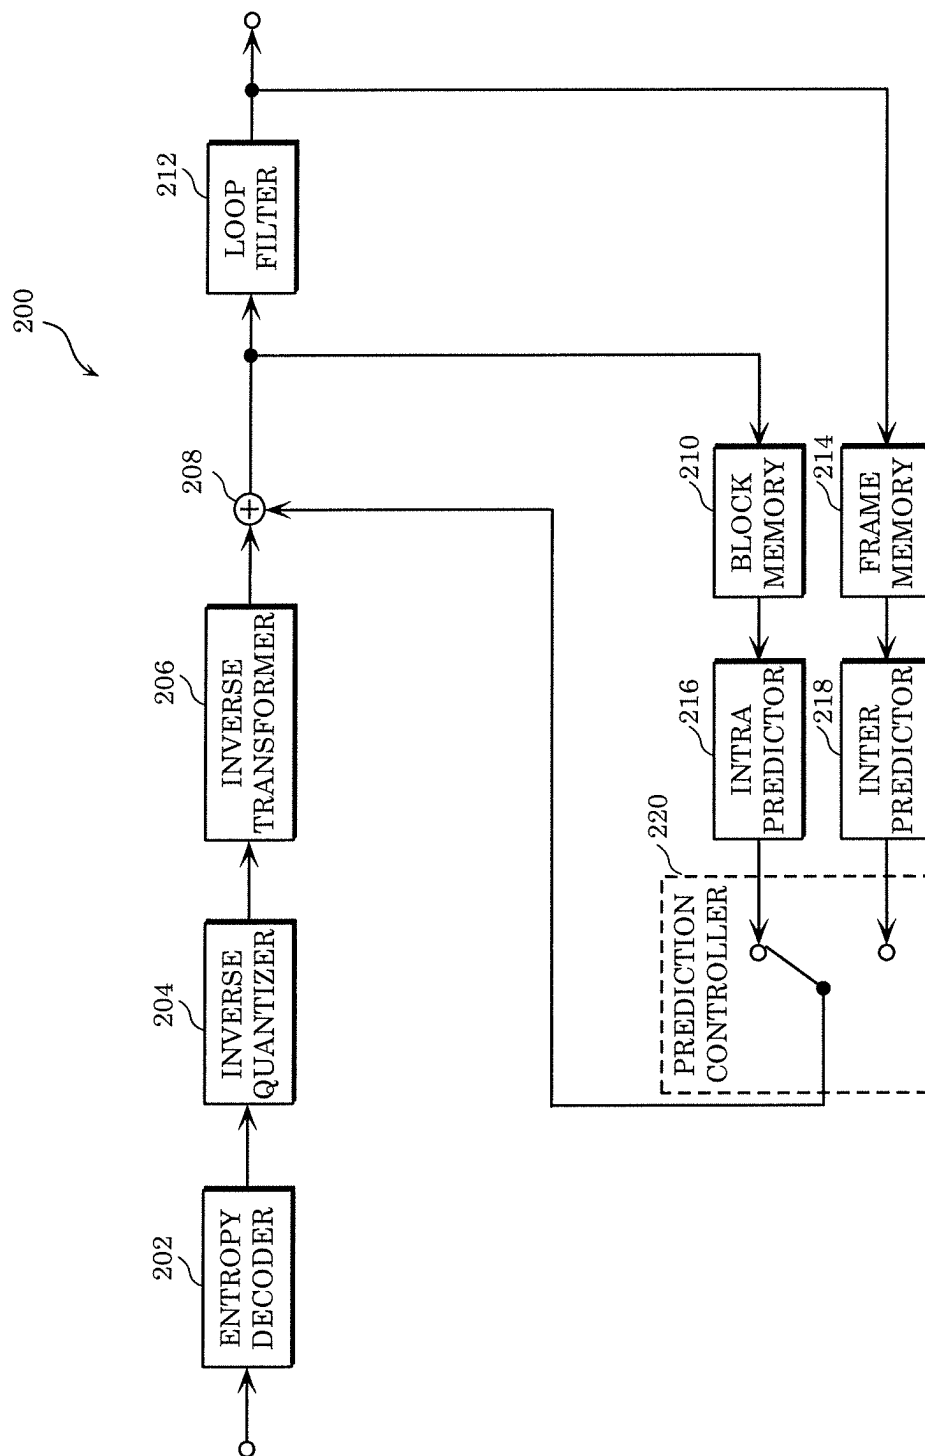 200
202
ENTROPY
DECODER
204
INVERSE
QUANTIZER
206
INVERSE
TRANSFORMER
208
+
212
LOOP
FILTER
220
PREDICTION
CONTROLLER
216
INTRA
PREDICTOR
210
BLOCK
MEMORY
218
INTER
PREDICTOR
214
FRAME
MEMORY